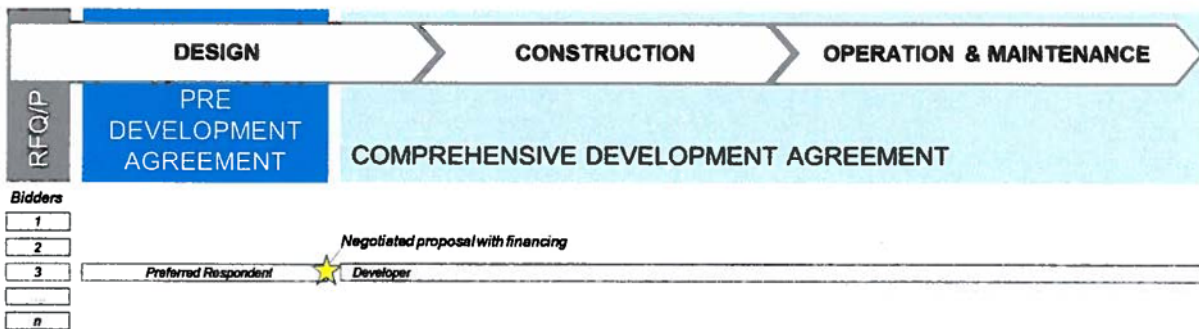 DESIGN
CONSTRUCTION
OPERATION & MAINTENANCE
RFQ/P
PRE
DEVELOPMENT
AGREEMENT
COMPREHENSIVE DEVELOPMENT AGREEMENT
Bidders
1
2
Negotiated proposal with financing
3
Preferred Respondent
Developer
....
n